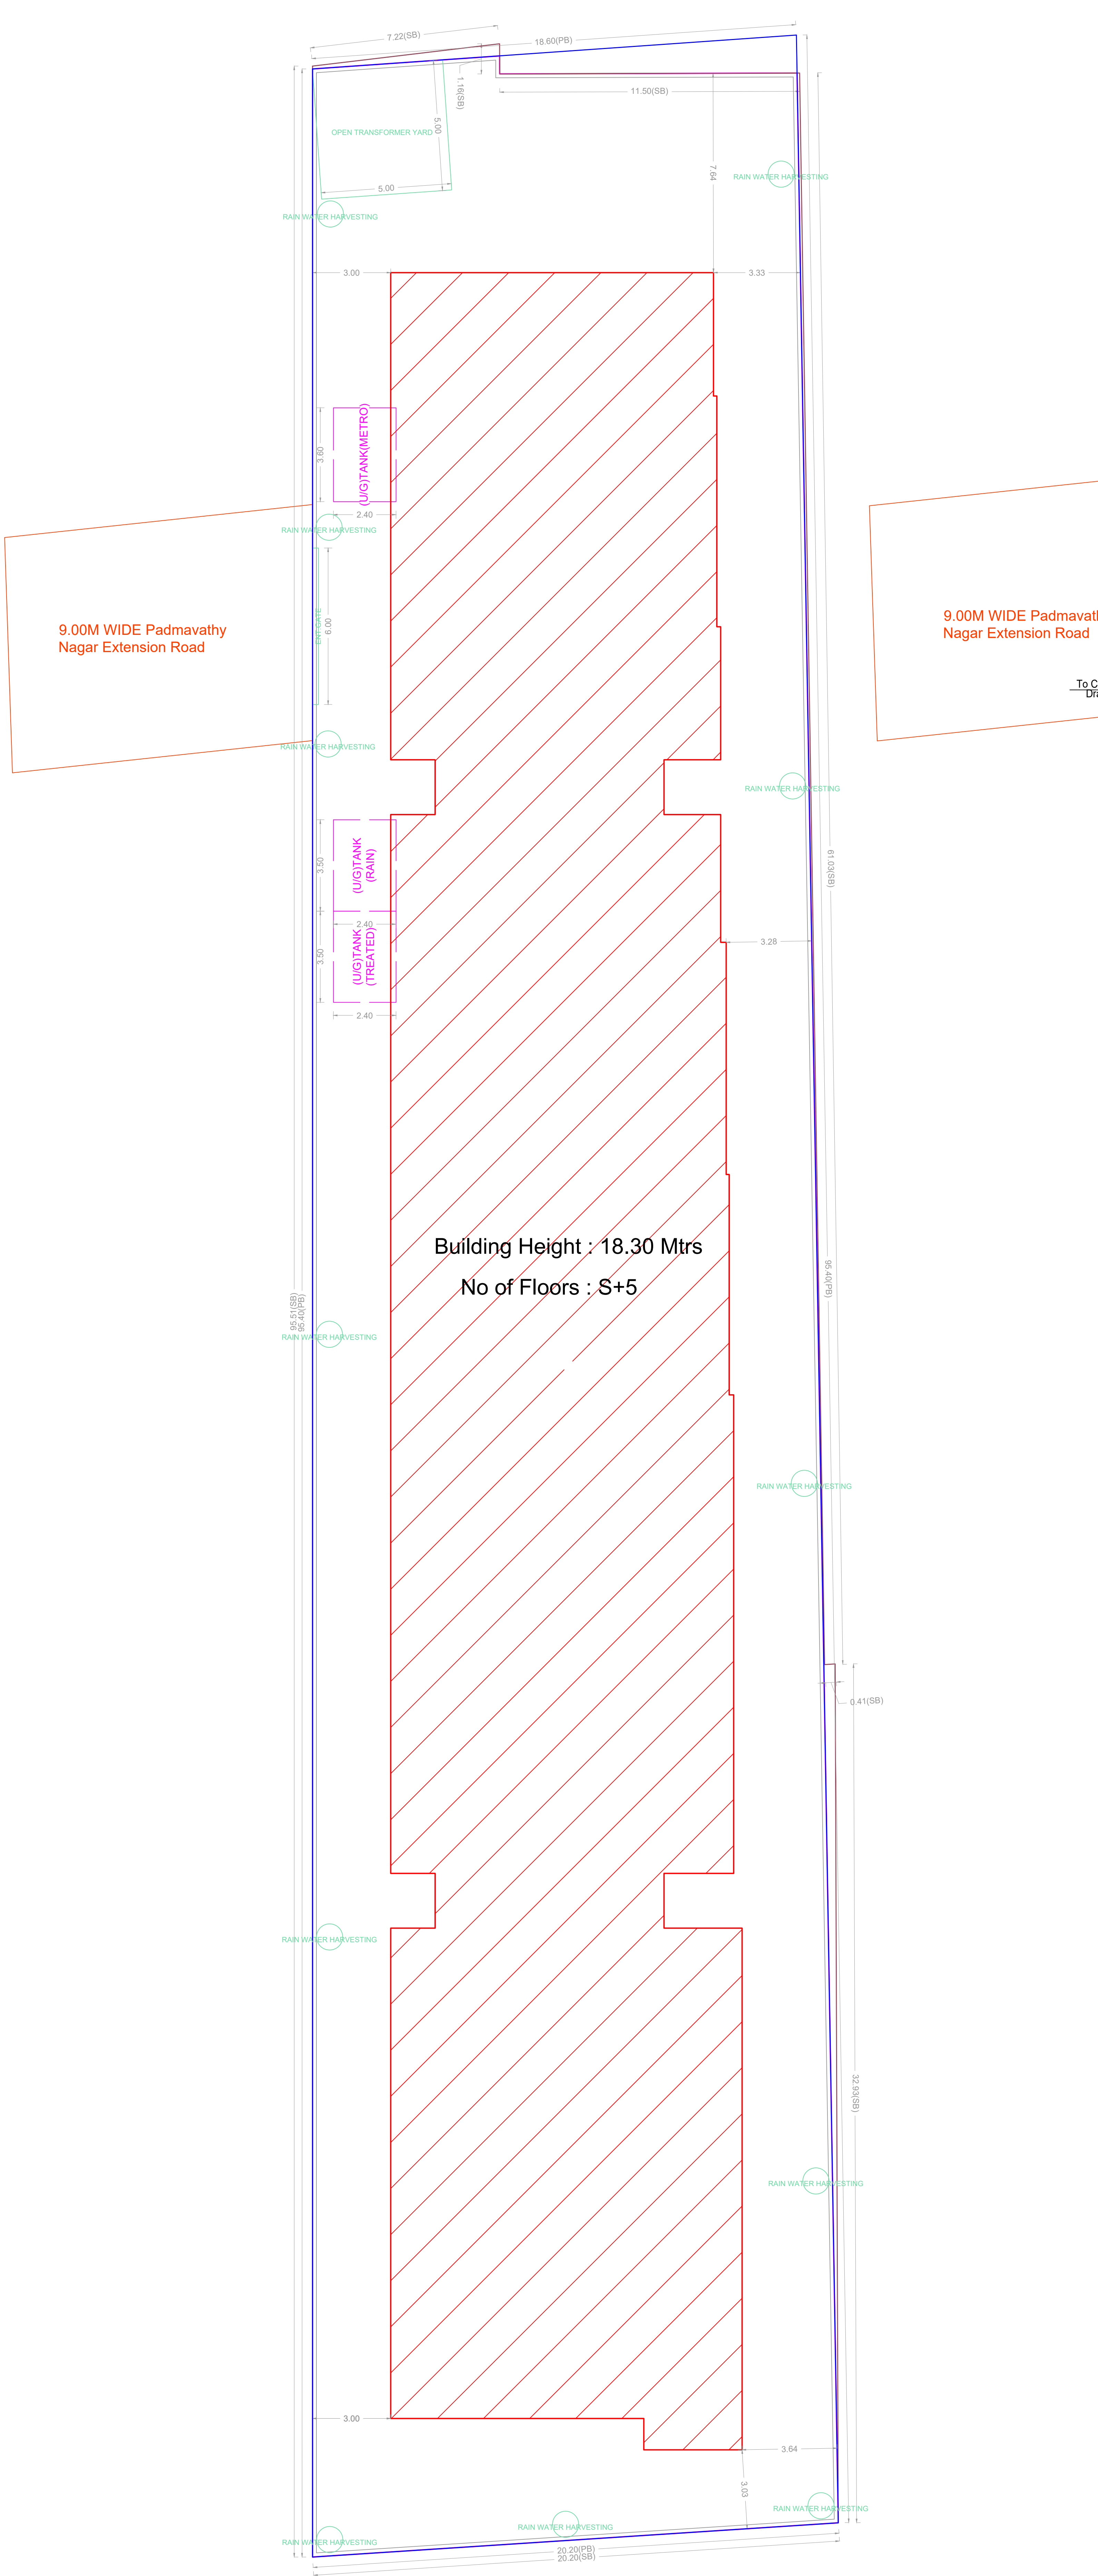 7.22(SB)
18.60(PB)
1.16(SB)
11.50(SB)
OPEN TRANSFORMER YARD
5.00
5.00
7.64
RAIN WATER HARVESTING
RAIN WATER HARVESTING
3.00
3.33
(U/G)TANK(METRO)
3.60
2.40
RAIN WATER HARVESTING
ENT.GATE
6.00
9.00M WIDE Padmavathy
Nagar Extension Road
9.00M WIDE Padmavath
Nagar Extension Road
To C
Dra
RAIN WATER HARVESTING
RAIN WATER HARVESTING
(U/G)TANK
(RAIN)
3.50
2.40
61.03(SB)
(U/G)TANK
(TREATED)
3.50
2.40
3.28
Building Height : 18.30 Mtrs
No of Floors : S+5
95.51(SB)
95.40(PB)
95.40(PB)
RAIN WATER HARVESTING
RAIN WATER HARVESTING
0.41(SB)
RAIN WATER HARVESTING
32.93(SB)
RAIN WATER HARVESTING
3.00
3.64
3.03
RAIN WATER HARVESTING
RAIN WATER HARVESTING
RAIN WATER HARVESTING
20.20(PB)
20.20(SB)